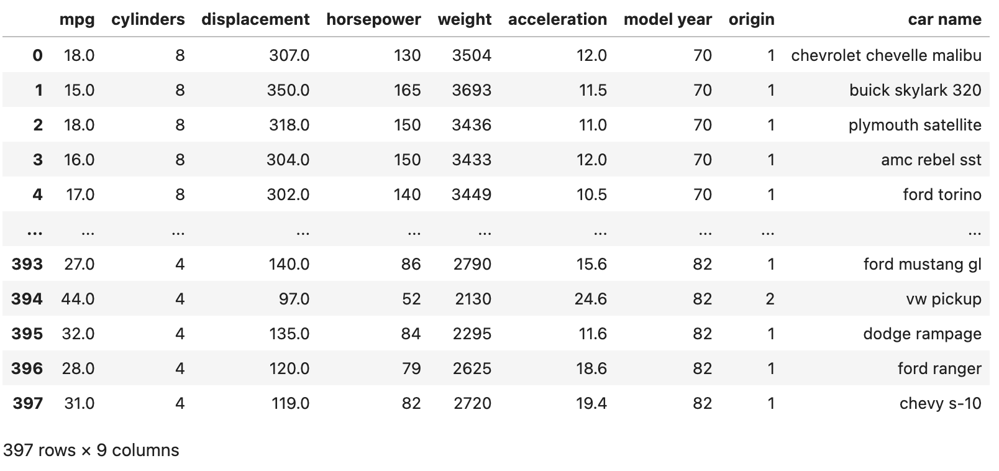 mpg cylinders displacement horsepower weight acceleration model year origin car name
0 18.0 8 307.0 130 3504 12.0 70 1 chevrolet chevelle malibu
1 15.0 8 350.0 165 3693 11.5 70 1 buick skylark 320
2 18.0 8 318.0 150 3436 11.0 70 1 plymouth satellite
3 16.0 8 304.0 150 3433 12.0 70 1 amc rebel sst
4 17.0 8 302.0 140 3449 10.5 70 1 ford torino
... ... ... ... ... ... ... ... ... ...
393 27.0 4 140.0 86 2790 15.6 82 1 ford mustang gl
394 44.0 4 97.0 52 2130 24.6 82 2 vw pickup
395 32.0 4 135.0 84 2295 11.6 82 1 dodge rampage
396 28.0 4 120.0 79 2625 18.6 82 1 ford ranger
397 31.0 4 119.0 82 2720 19.4 82 1 chevy s-10
397 rows × 9 columns